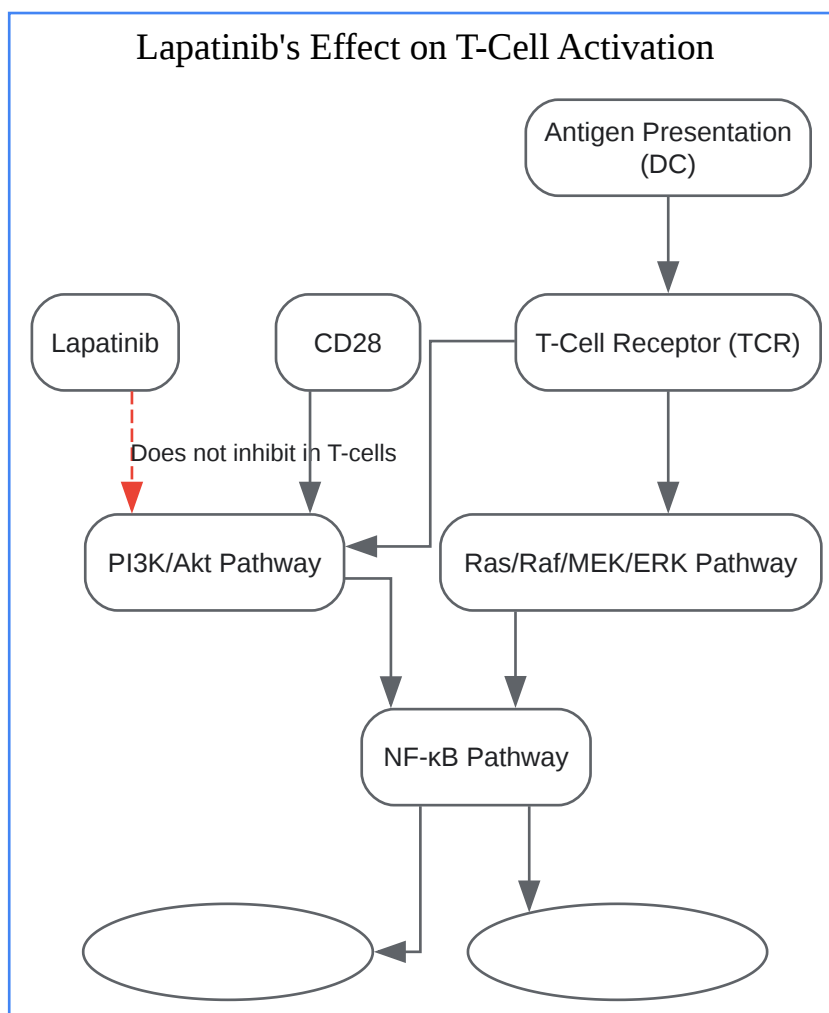 Lapatinib's Effect on T-Cell Activation
Antigen Presentation
(DC)
Lapatinib
CD28
T-Cell Receptor (TCR)
Does not inhibit in T-cells
PI3K/Akt Pathway
Ras/Raf/MEK/ERK Pathway
NF-κB Pathway